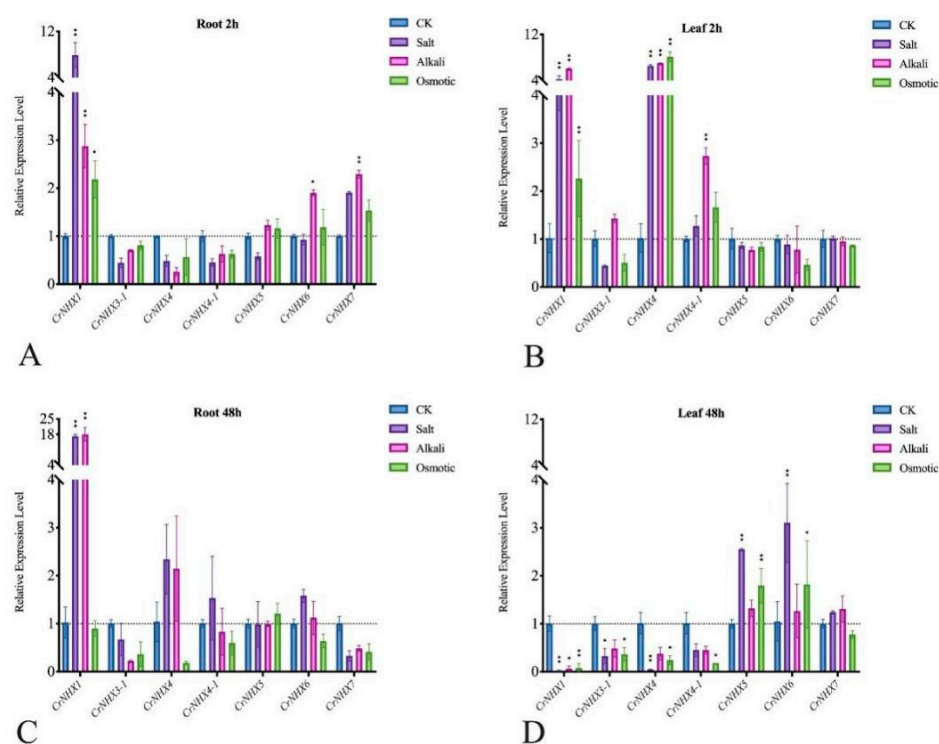 Root 2h
12
4
4
3
2
1
0
Relative Expression Level
CK
Salt
Alkali
Osmotic
**
**
*
*
**
CrNHX1
CrNHX3-1
CrNHX4
CrNHX4-1
CrNHX5
CrNHX6
CrNHX7
A
Leaf 2h
12
4
4
3
2
1
0
Relative Expression Level
CK
Salt
Alkali
Osmotic
**
**
**
**
**
**
**
CrNHX1
CrNHX3-1
CrNHX4
CrNHX4-1
CrNHX5
CrNHX6
CrNHX7
B
Root 48h
25
18
4
4
3
2
1
0
Relative Expression Level
CK
Salt
Alkali
Osmotic
**
**
CrNHX1
CrNHX3-1
CrNHX4
CrNHX4-1
CrNHX5
CrNHX6
CrNHX7
C
Leaf 48h
12
4
4
3
2
1
0
Relative Expression Level
CK
Salt
Alkali
Osmotic
**
*
**
*
*
**
*
*
**
**
**
*
CrNHX1
CrNHX3-1
CrNHX4
CrNHX4-1
CrNHX5
CrNHX6
CrNHX7
D